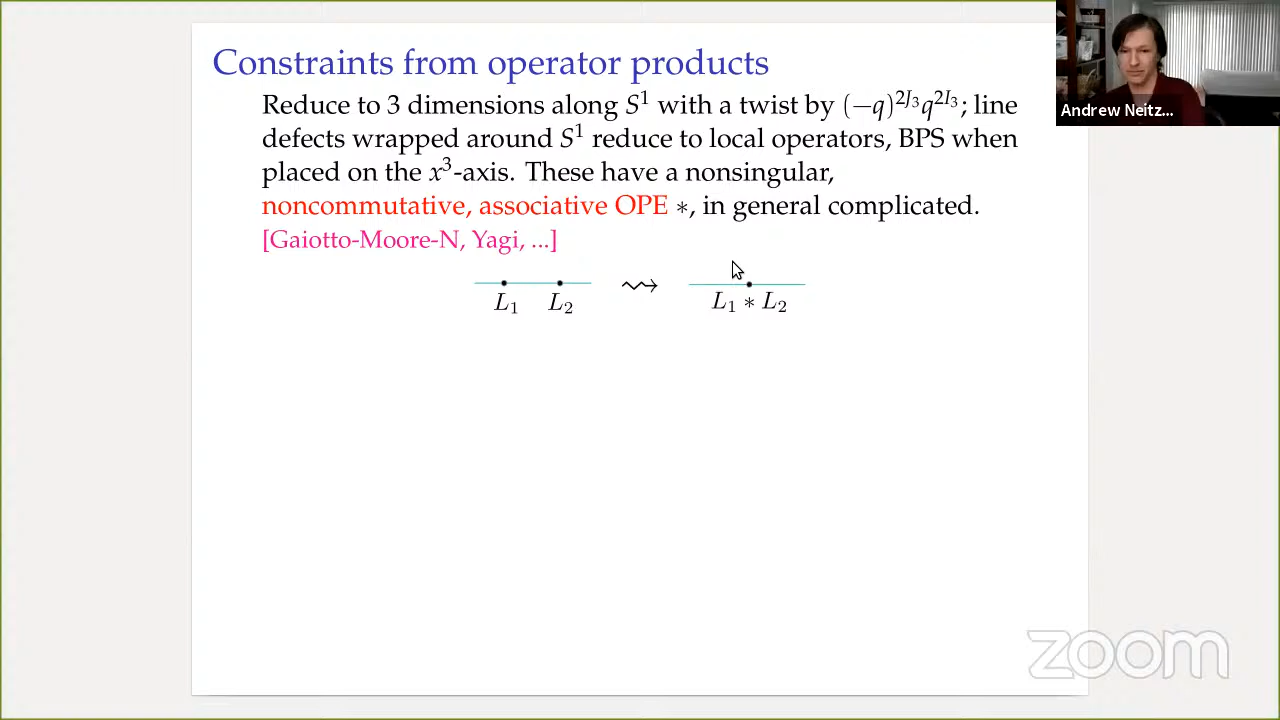 Constraints from operator products
Reduce to 3 dimensions along S¹ with a twist by (−q)^{2J₃}q^{2I₃}; line
defects wrapped around S¹ reduce to local operators, BPS when
placed on the x³-axis. These have a nonsingular,
noncommutative, associative OPE ∗, in general complicated.
[Gaiotto-Moore-N, Yagi, ...]
L₁ L₂ ⇝ L₁ ∗ L₂
Andrew Neitz...
zoom